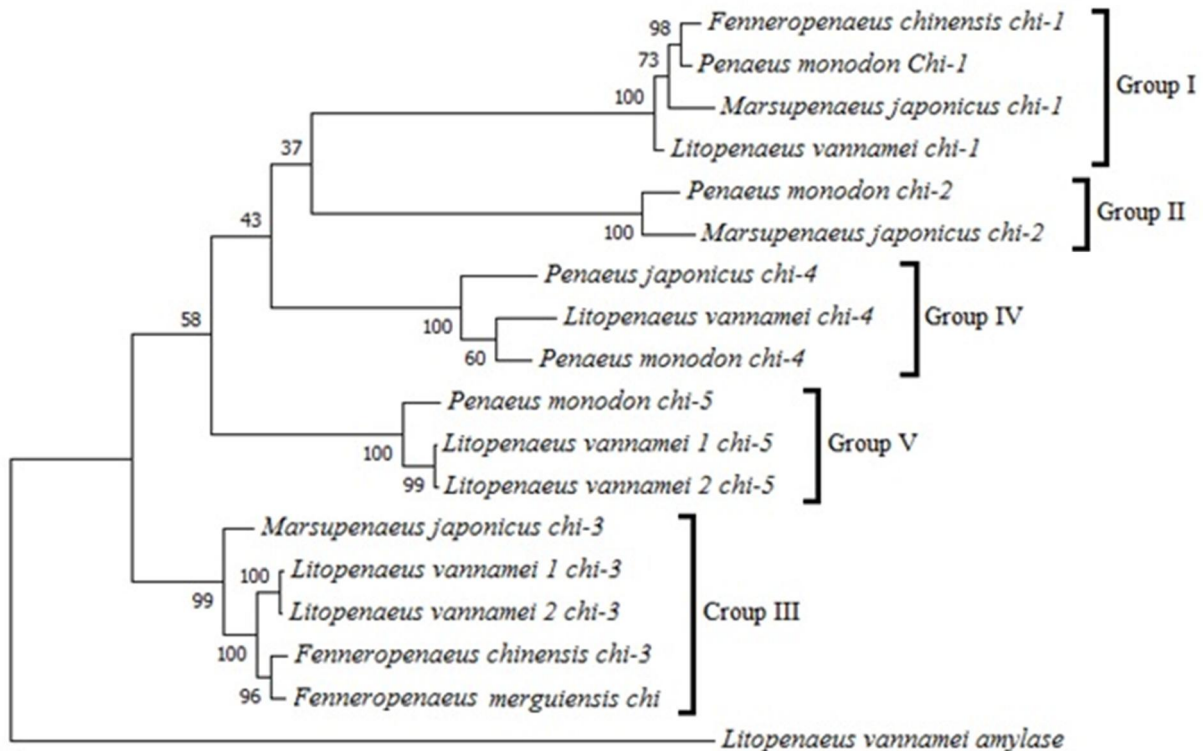 Fenneropenaeus chinensis chi-1
98
Penaeus monodon Chi-1
73
Group I
100
Marsupenaeus japonicus chi-1
Litopenaeus vannamei chi-1
37
Penaeus monodon chi-2
Group II
43
100
Marsupenaeus japonicus chi-2
Penaeus japonicus chi-4
58
100
Litopenaeus vannamei chi-4
Group IV
60
Penaeus monodon chi-4
Penaeus monodon chi-5
100
Litopenaeus vannamei 1 chi-5
Group V
99
Litopenaeus vannamei 2 chi-5
Marsupenaeus japonicus chi-3
100
Litopenaeus vannamei 1 chi-3
99
Litopenaeus vannamei 2 chi-3
Croup III
100
Fenneropenaeus chinensis chi-3
96
Fenneropenaeus merguiensis chi
Litopenaeus vannamei amylase